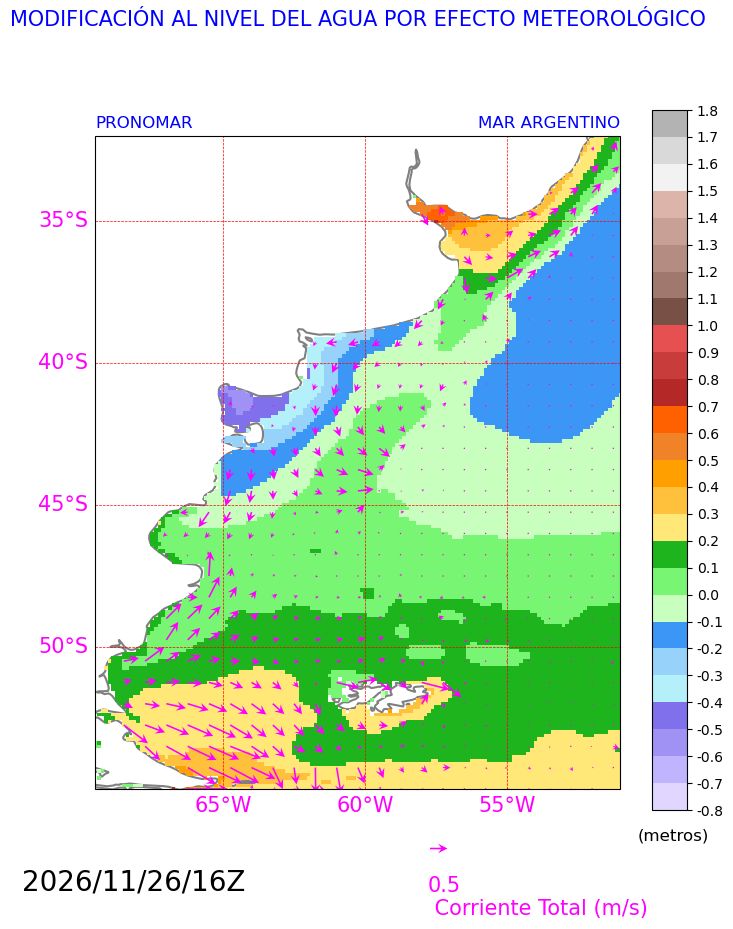 MODIFICACIÓN AL NIVEL DEL AGUA POR EFECTO METEOROLÓGICO
PRONOMAR
MAR ARGENTINO
35°S
40°S
45°S
50°S
65°W
60°W
55°W
1.8
1.7
1.6
1.5
1.4
1.3
1.2
1.1
1.0
0.9
0.8
0.7
0.6
0.5
0.4
0.3
0.2
0.1
0.0
-0.1
-0.2
-0.3
-0.4
-0.5
-0.6
-0.7
-0.8
(metros)
2026/11/26/16Z
0.5
Corriente Total (m/s)